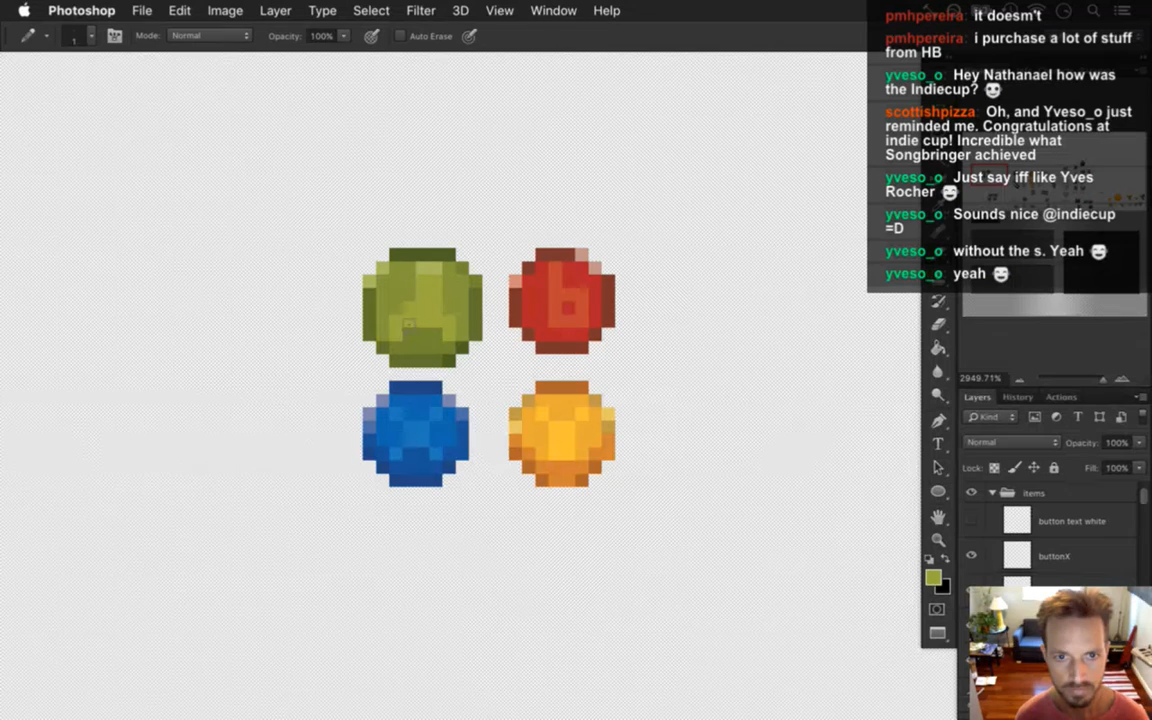 Photoshop File Edit Image Layer Type Select Filter 3D View Window Help
1 Mode: Normal Opacity: 100% Auto Erase
pmhpereira: it doesn't
pmhpereira: i purchase a lot of stuff
from HB
yveso_o Hey Nathanael how was
the Indiecup?
scottishpizza: Oh, and Yveso_o just
reminded me. Congratulations at
indie cup! Incredible what
Songbringer achieved
yveso_o Just say iff like Yves
Rocher
yveso_o Sounds nice @indiecup
=D
yveso_o without the s. Yeah
yveso_o yeah
b
2949.71%
Layers History Actions
Kind
Normal Opacity: 100%
Lock: Fill: 100%
items
button text white
buttonX